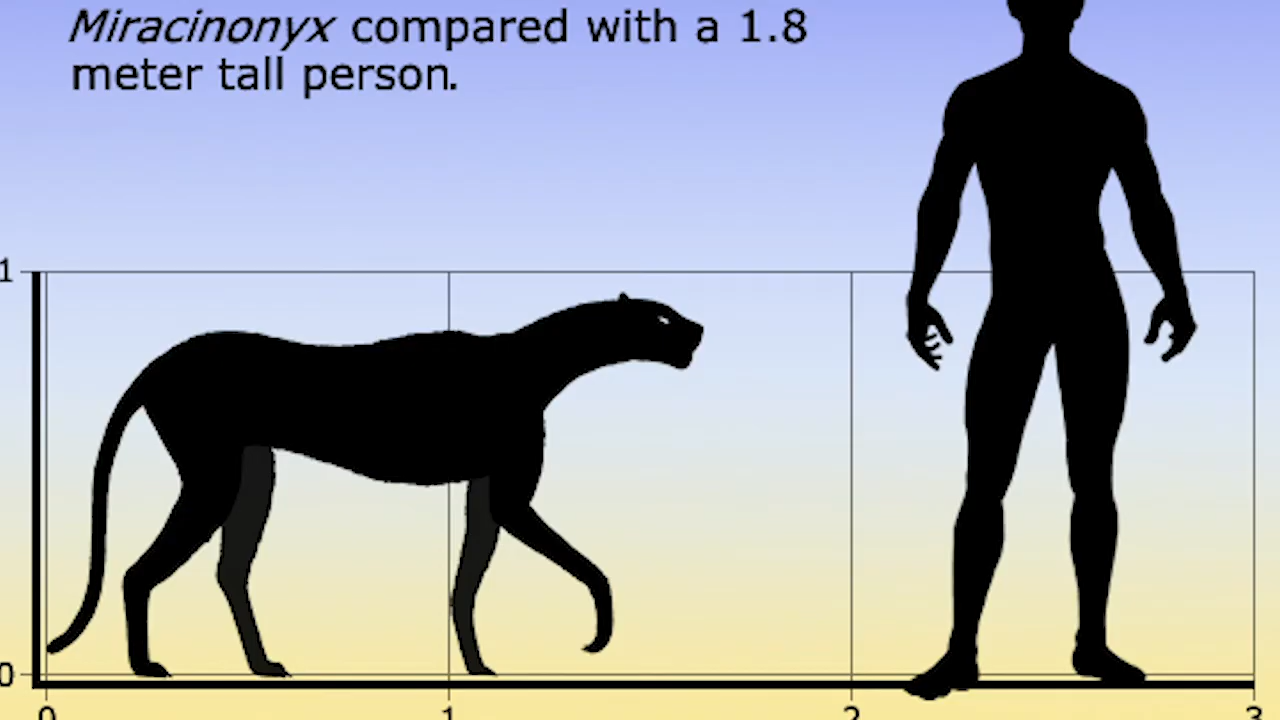 Miracinonyx compared with a 1.8
meter tall person.
1
0
0 1 2 3